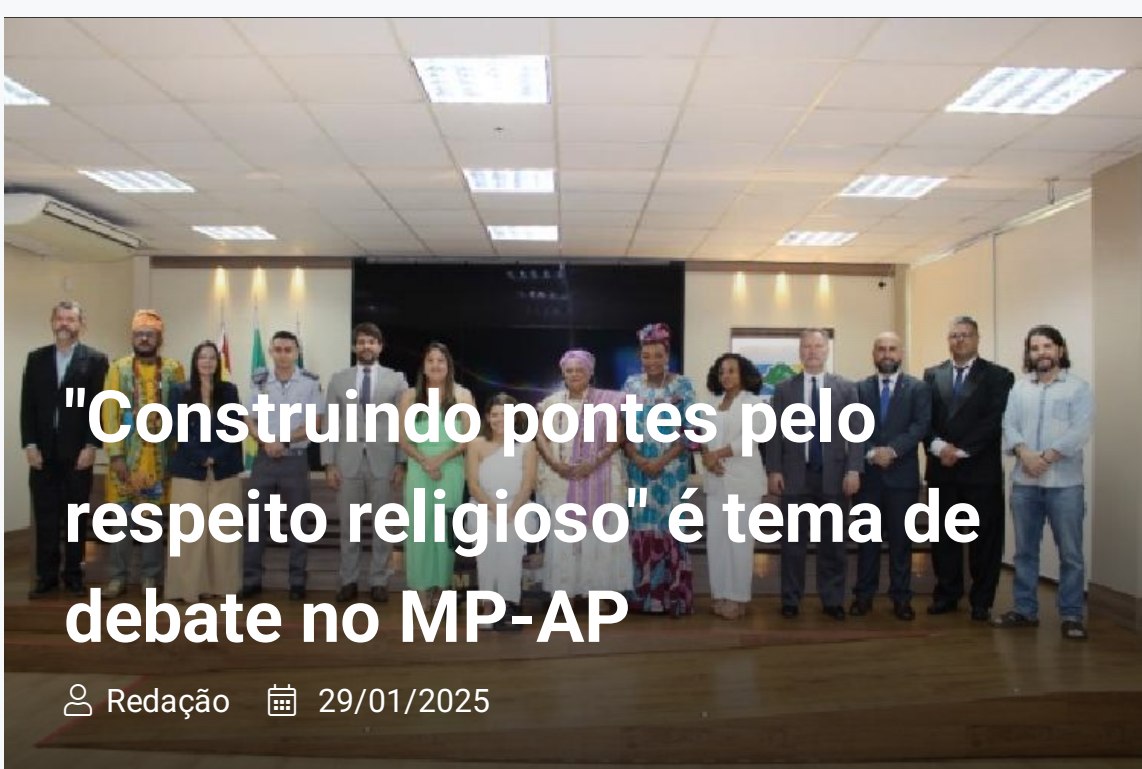 "Construindo pontes pelo
respeito religioso" é tema de
debate no MP-AP
Redação 29/01/2025